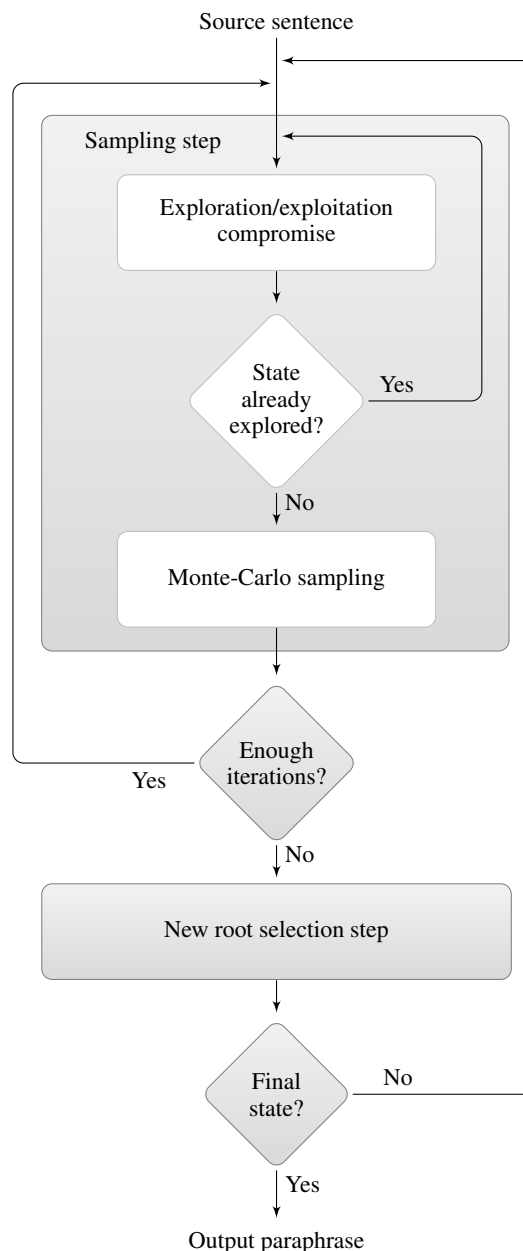 Source sentence
Sampling step
Exploration/exploitation
compromise
State
already
explored?
Yes
No
Monte-Carlo sampling
Enough
iterations?
Yes
No
New root selection step
Final
state?
No
Yes
Output paraphrase